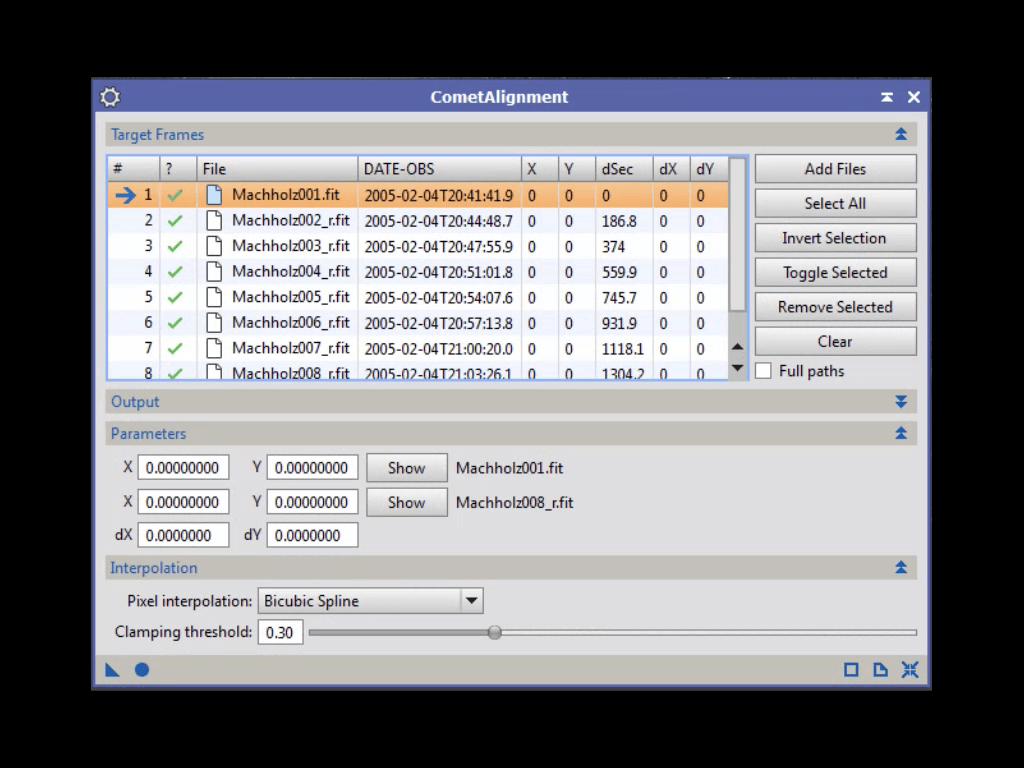 CometAlignment
Target Frames
# ? File DATE-OBS X Y dSec dX dY
1 Machholz001.fit 2005-02-04T20:41:41.9 0 0 0 0 0
2 Machholz002_r.fit 2005-02-04T20:44:48.7 0 0 186.8 0 0
3 Machholz003_r.fit 2005-02-04T20:47:55.9 0 0 374 0 0
4 Machholz004_r.fit 2005-02-04T20:51:01.8 0 0 559.9 0 0
5 Machholz005_r.fit 2005-02-04T20:54:07.6 0 0 745.7 0 0
6 Machholz006_r.fit 2005-02-04T20:57:13.8 0 0 931.9 0 0
7 Machholz007_r.fit 2005-02-04T21:00:20.0 0 0 1118.1 0 0
8 Machholz008_r.fit 2005-02-04T21:03:26.1 0 0 1304.2 0 0
Add Files
Select All
Invert Selection
Toggle Selected
Remove Selected
Clear
Full paths
Output
Parameters
X 0.00000000 Y 0.00000000 Show Machholz001.fit
X 0.00000000 Y 0.00000000 Show Machholz008_r.fit
dX 0.0000000 dY 0.0000000
Interpolation
Pixel interpolation: Bicubic Spline
Clamping threshold: 0.30